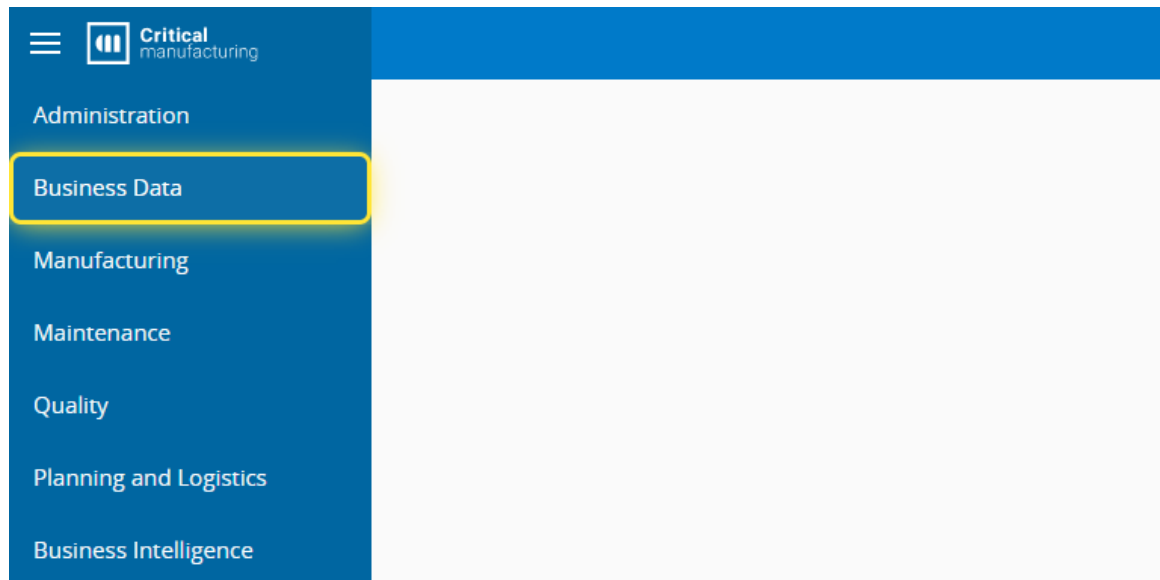 Critical
manufacturing
Administration
Business Data
Manufacturing
Maintenance
Quality
Planning and Logistics
Business Intelligence